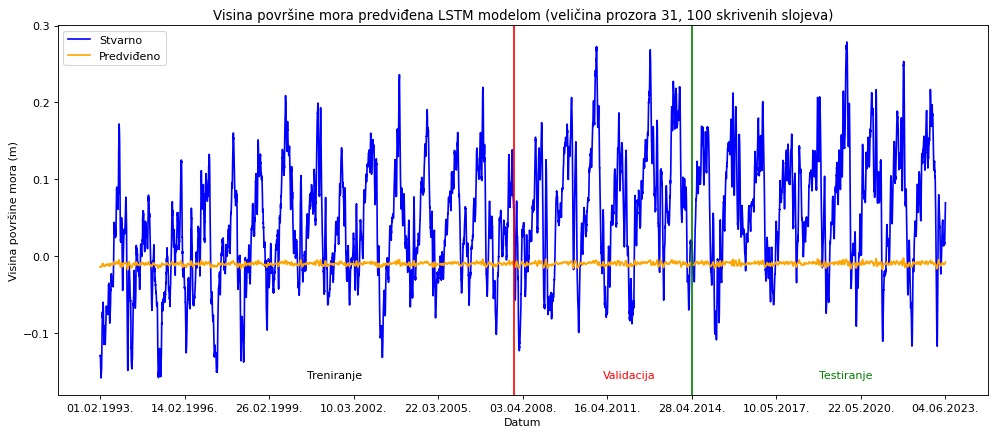 Visina površine mora predviđena LSTM modelom (veličina prozora 31, 100 skrivenih slojeva)
Stvarno
Predviđeno
Visina površine mora (m)
0.3
0.2
0.1
0.0
−0.1
Treniranje
Validacija
Testiranje
01.02.1993.
14.02.1996.
26.02.1999.
10.03.2002.
22.03.2005.
03.04.2008.
16.04.2011.
28.04.2014.
10.05.2017.
22.05.2020.
04.06.2023.
Datum